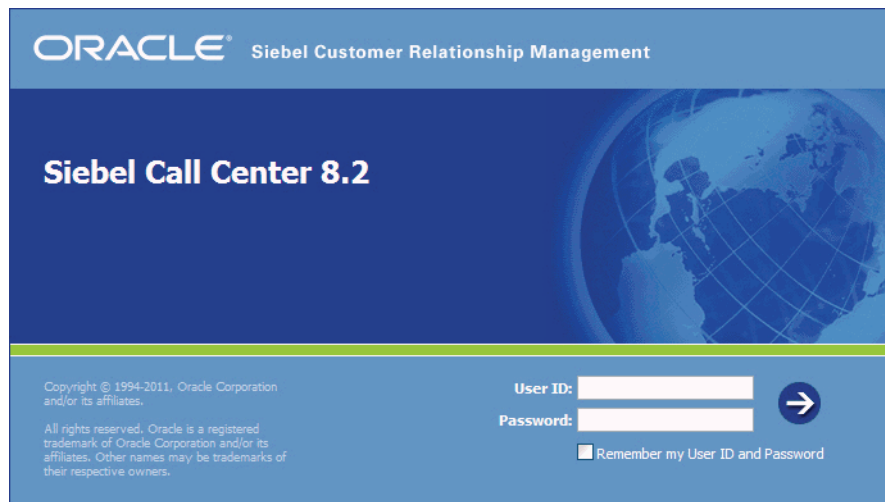 ORACLE® Siebel Customer Relationship Management
Siebel Call Center 8.2
Copyright © 1994-2011, Oracle Corporation
and/or its affiliates.
All rights reserved. Oracle is a registered
trademark of Oracle Corporation and/or its
affiliates. Other names may be trademarks of
their respective owners.
User ID:
Password:
Remember my User ID and Password